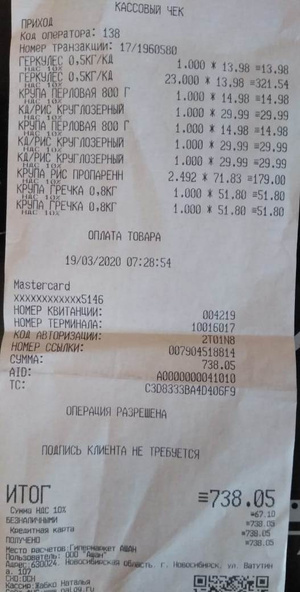 КАССОВЫЙ ЧЕК
ПРИХОД
Код оператора: 138
Номер транзакции: 17/1960580
ГЕРКУЛЕС 0,5КГ/КД 1.000 * 13.98 =13.98
НДС 10%
ГЕРКУЛЕС 0,5КГ/КД 23.000 * 13.98 =321.54
НДС 10%
КРУПА ПЕРЛОВАЯ 800 Г 1.000 * 14.98 =14.98
НДС 10%
КД/РИС КРУГЛОЗЕРНЫЙ 1.000 * 29.99 =29.99
НДС 10%
КРУПА ПЕРЛОВАЯ 800 Г 1.000 * 14.98 =14.98
НДС 10%
КД/РИС КРУГЛОЗЕРНЫЙ 1.000 * 29.99 =29.99
НДС 10%
КД/РИС КРУГЛОЗЕРНЫЙ 1.000 * 29.99 =29.99
НДС 10%
КРУПА РИС ПРОПАРЕНН 2.492 * 71.83 =179.00
НДС 10%
КРУПА ГРЕЧКА 0,8КГ 1.000 * 51.80 =51.80
НДС 10%
КРУПА ГРЕЧКА 0,8КГ 1.000 * 51.80 =51.80
НДС 10%
ОПЛАТА ТОВАРА
19/03/2020 07:28:54
Mastercard
xxxxxxxxxxxx5146
НОМЕР КВИТАНЦИИ: 004219
НОМЕР ТЕРМИНАЛА: 10016017
КОД АВТОРИЗАЦИИ: 2T01N8
НОМЕР ССЫЛКИ: 007904518814
СУММА: 738.05
AID: A0000000041010
TC: C3D8333BA4D406F9
ОПЕРАЦИЯ РАЗРЕШЕНА
ПОДПИСЬ КЛИЕНТА НЕ ТРЕБУЕТСЯ
ИТОГ ≡738.05
Сумма НДС 10% =67.10
БЕЗНАЛИЧНЫМИ =738.05
Кредитная карта =738.05
ПОЛУЧЕНО =738.05
Место расчетов Гипермаркет АВАН
Пользователь: ООО "Аван"
Адрес:630024, Новосибирская область, г. Новосибирск, ул. Ватутин
а, 107
СНО:ОСН
Кассир:Жабко Наталья